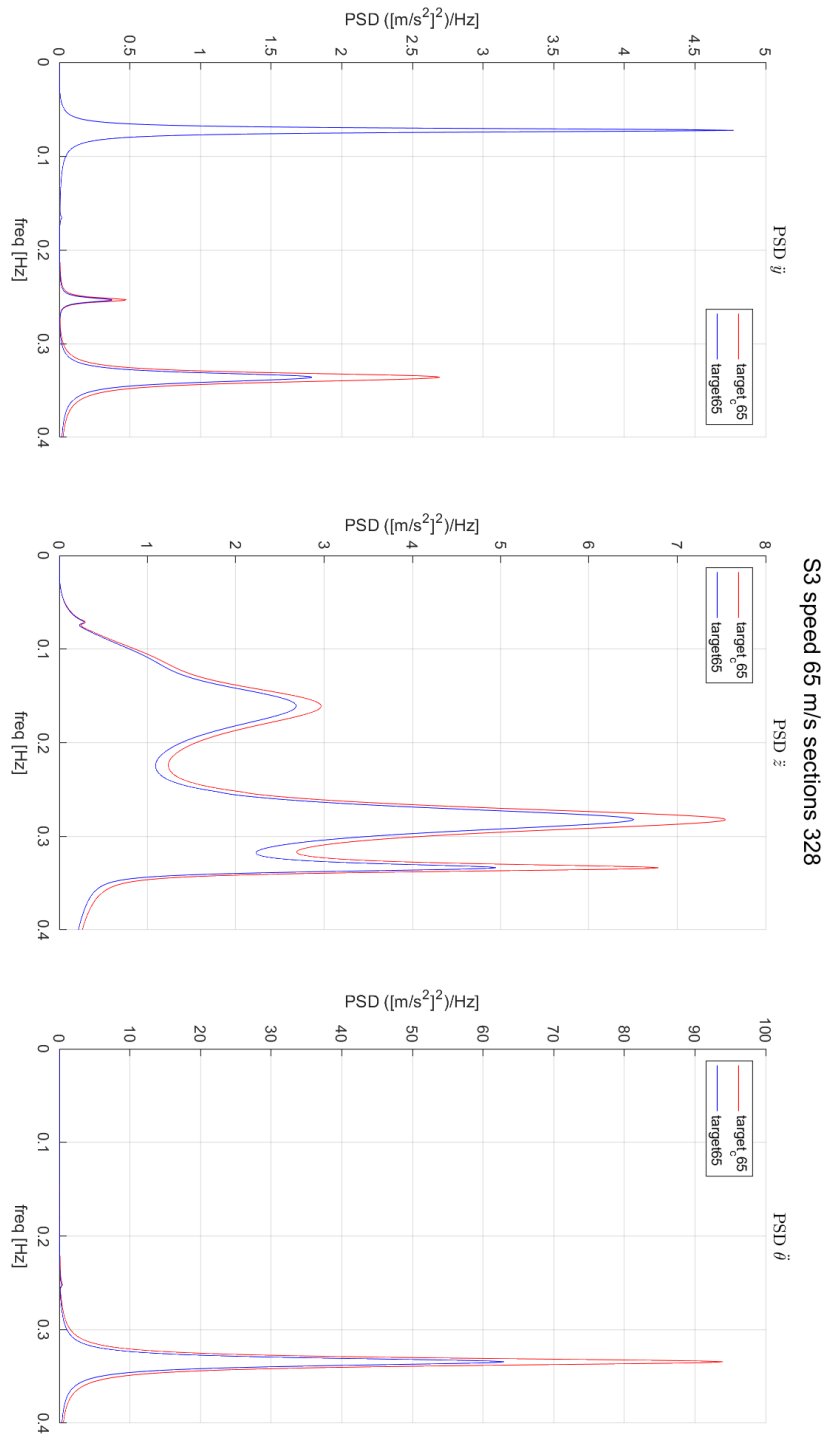 S3 speed 65 m/s sections 328
PSD ÿ
PSD ([m/s²]²)/Hz
5
4.5
4
3.5
3
2.5
2
1.5
1
0.5
0
0
0.1
0.2
0.3
0.4
freq [Hz]
target_c65
target65
PSD z̈
PSD ([m/s²]²)/Hz
8
7
6
5
4
3
2
1
0
0
0.1
0.2
0.3
0.4
freq [Hz]
target_c65
target65
PSD θ̈
PSD ([m/s²]²)/Hz
100
90
80
70
60
50
40
30
20
10
0
0
0.1
0.2
0.3
0.4
freq [Hz]
target_c65
target65